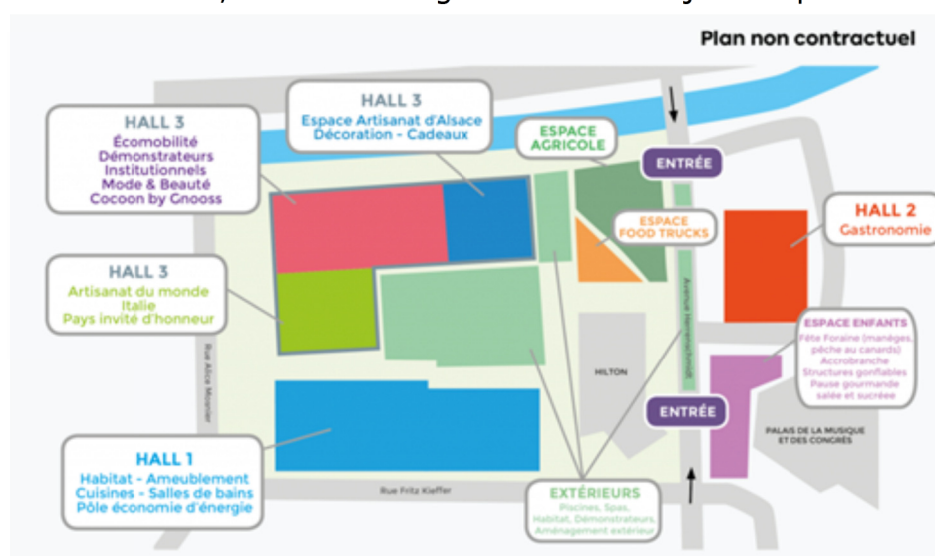 Plan non contractuel
HALL 3
Espace Artisanat d'Alsace
Décoration - Cadeaux
HALL 3
Écomobilité
Démonstrateurs
Institutionnels
Mode & Beauté
Cocoon by Gnooss
ESPACE
AGRICOLE
ENTRÉE
ESPACE
FOOD TRUCKS
HALL 2
Gastronomie
HALL 3
Artisanat du monde
Italie
Pays invité d'honneur
Avenue Herrenschmidt
ESPACE ENFANTS
Fête Foraine (manèges,
pêche au canards)
Accrobranche
Structures gonflables
Pause gourmande
salée et sucréee
Rue Alice Mosnier
HILTON
ENTRÉE
PALAIS DE LA MUSIQUE
ET DES CONGRÈS
HALL 1
Habitat - Ameublement
Cuisines - Salles de bains
Pôle économie d'énergie
Rue Fritz Kieffer
EXTÉRIEURS
Piscines, Spas,
Habitat, Démonstrateurs,
Aménagement extérieur